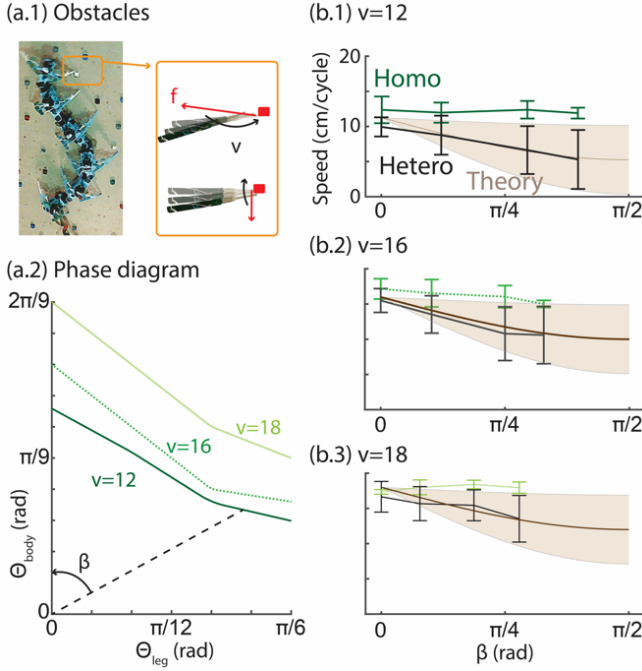 (a.1) Obstacles
f
v
(a.2) Phase diagram
2π/9
π/9
0
Θbody (rad)
v=18
v=16
v=12
β
0
π/12
π/6
Θleg (rad)
(b.1) v=12
20
10
0
Speed (cm/cycle)
Homo
Hetero
Theory
0
π/4
π/2
(b.2) v=16
0
π/4
π/2
(b.3) v=18
0
π/4
π/2
β (rad)